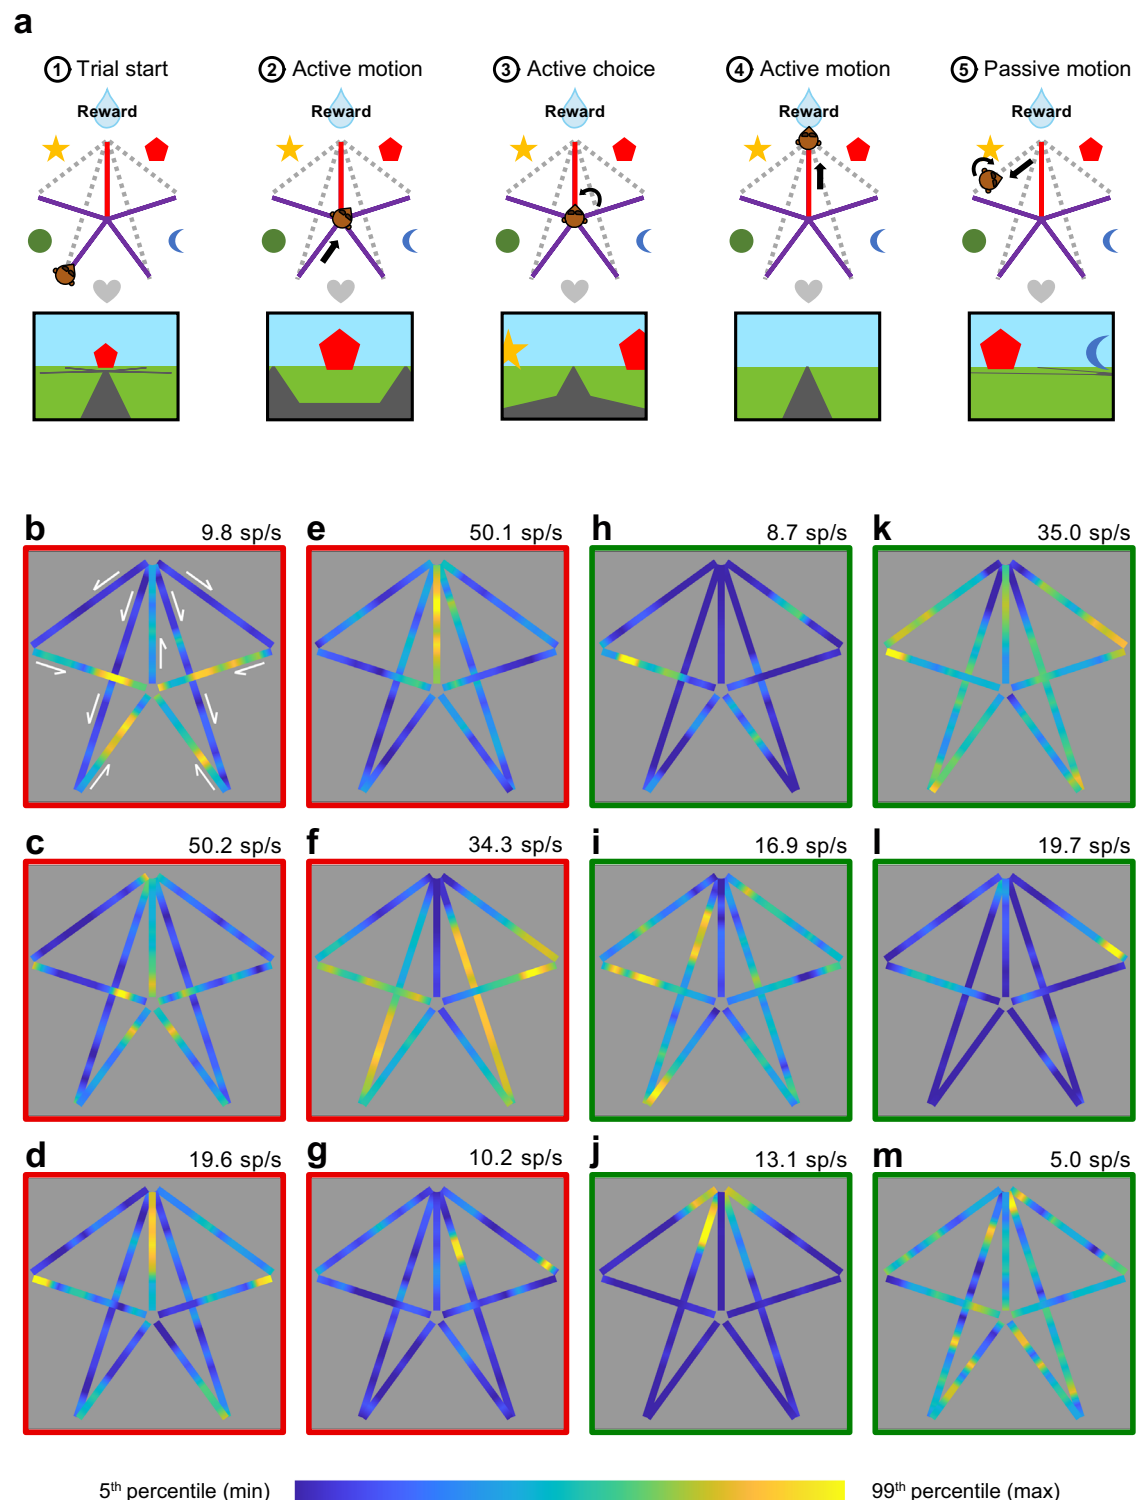 a
1 Trial start
2 Active motion
3 Active choice
4 Active motion
5 Passive motion
Reward
Reward
Reward
Reward
Reward
b 9.8 sp/s
e 50.1 sp/s
h 8.7 sp/s
k 35.0 sp/s
c 50.2 sp/s
f 34.3 sp/s
i 16.9 sp/s
l 19.7 sp/s
d 19.6 sp/s
g 10.2 sp/s
j 13.1 sp/s
m 5.0 sp/s
5th percentile (min)
99th percentile (max)